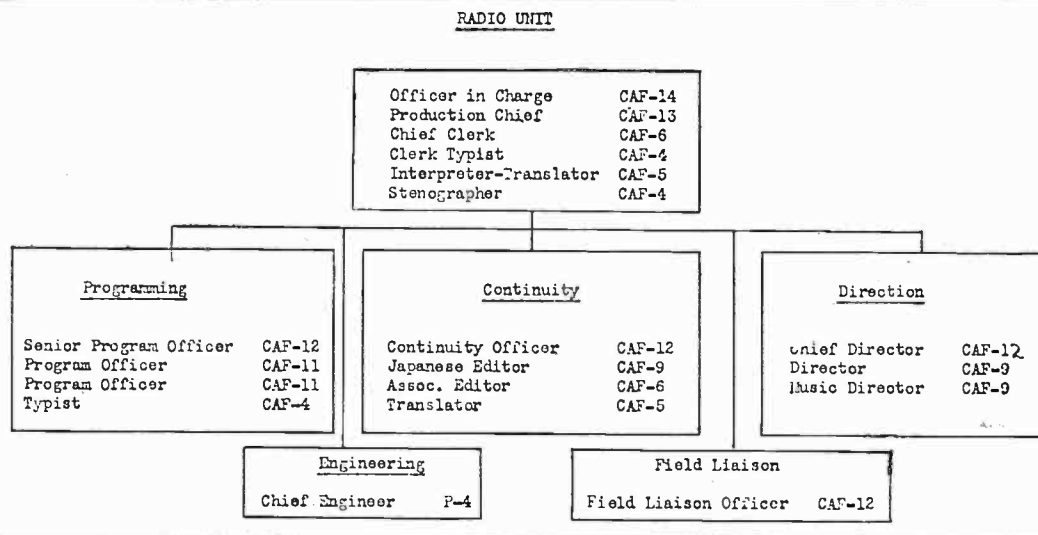 RADIO UNIT
Officer in Charge CAF-14
Production Chief CAF-13
Chief Clerk CAF-6
Clerk Typist CAF-4
Interpreter-Translator CAF-5
Stenographer CAF-4
Programming
Senior Program Officer CAF-12
Program Officer CAF-11
Program Officer CAF-11
Typist CAF-4
Continuity
Continuity Officer CAF-12
Japanese Editor CAF-9
Assoc. Editor CAF-6
Translator CAF-5
Direction
Chief Director CAF-12
Director CAF-9
Music Director CAF-9
Engineering
Chief Engineer P-4
Field Liaison
Field Liaison Officer CAF-12